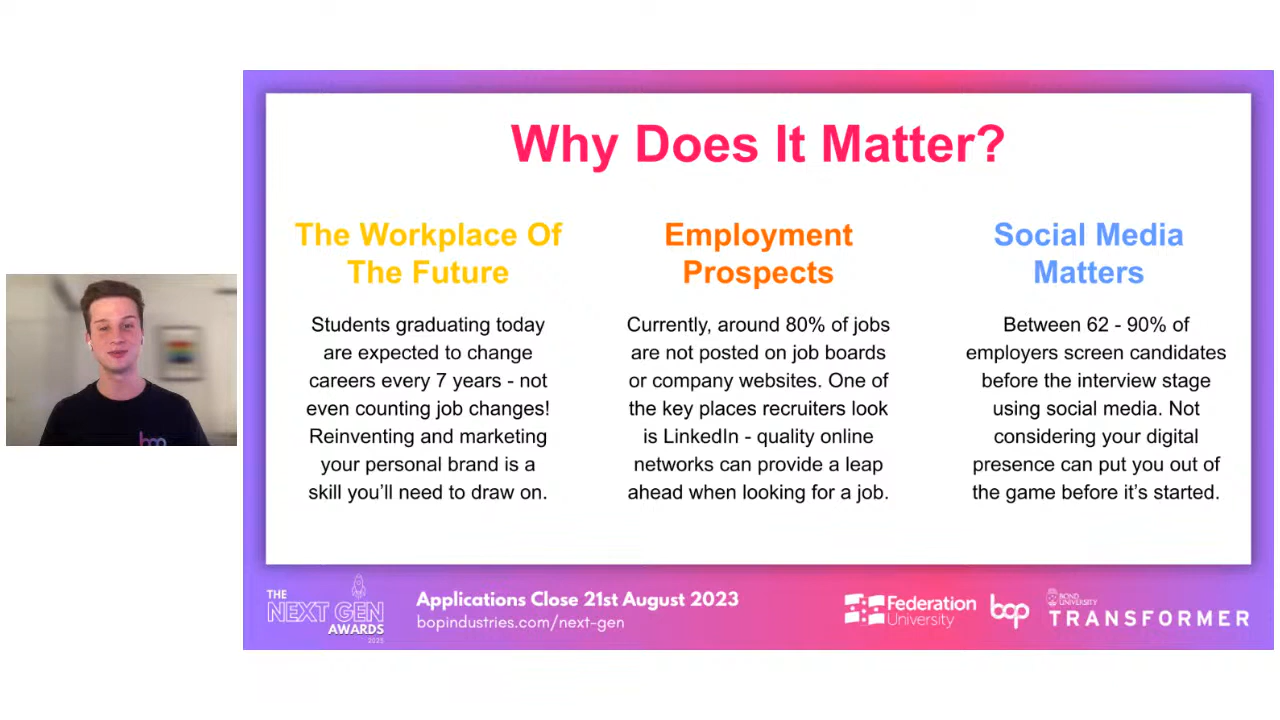 Why Does It Matter?
The Workplace Of
The Future
Students graduating today
are expected to change
careers every 7 years - not
even counting job changes!
Reinventing and marketing
your personal brand is a
skill you'll need to draw on.
Employment
Prospects
Currently, around 80% of jobs
are not posted on job boards
or company websites. One of
the key places recruiters look
is LinkedIn - quality online
networks can provide a leap
ahead when looking for a job.
Social Media
Matters
Between 62 - 90% of
employers screen candidates
before the interview stage
using social media. Not
considering your digital
presence can put you out of
the game before it's started.
bop
THE
NEXT GEN
AWARDS
2023
Applications Close 21st August 2023
bopindustries.com/next-gen
Federation
University
bop
BOND
UNIVERSITY
TRANSFORMER